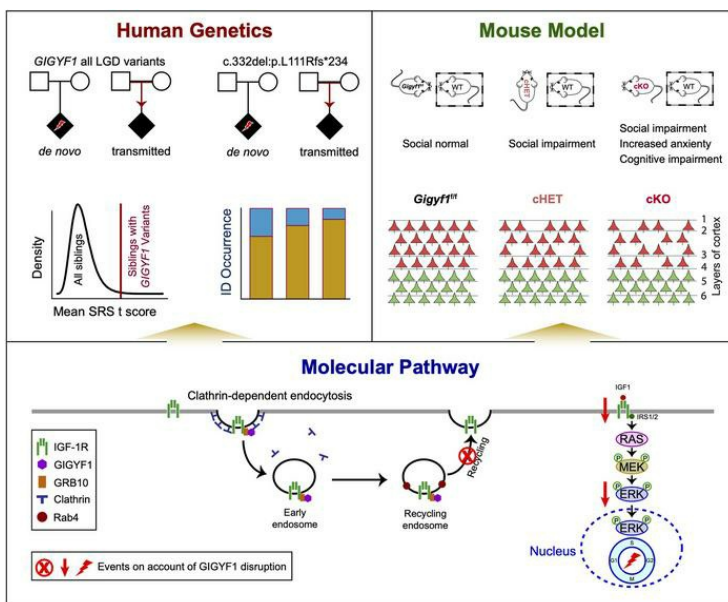 Human Genetics
GIGYF1 all LGD variants
c.332del:p.L111Rfs*234
de novo
transmitted
de novo
transmitted
Density
All siblings
Siblings with
GIGYF1 Variants
Mean SRS t score
ID Occurrence
Mouse Model
Gigyf1f/f
WT
cHET
WT
cKO
WT
Social normal
Social impairment
Social impairment
Increased anxienty
Cognitive impairment
Gigyf1f/f
cHET
cKO
1
2
3
4
5
6
Layers of cortex
Molecular Pathway
Clathrin-dependent endocytosis
IGF-1R
GIGYF1
GRB10
Clathrin
Rab4
Early
endosome
Recycling
endosome
Recycling
IGF1
IRS1/2
RAS
P
P
MEK
P
P
ERK
P
P
ERK
Nucleus
S
G1
G2
M
Events on account of GIGYF1 disruption